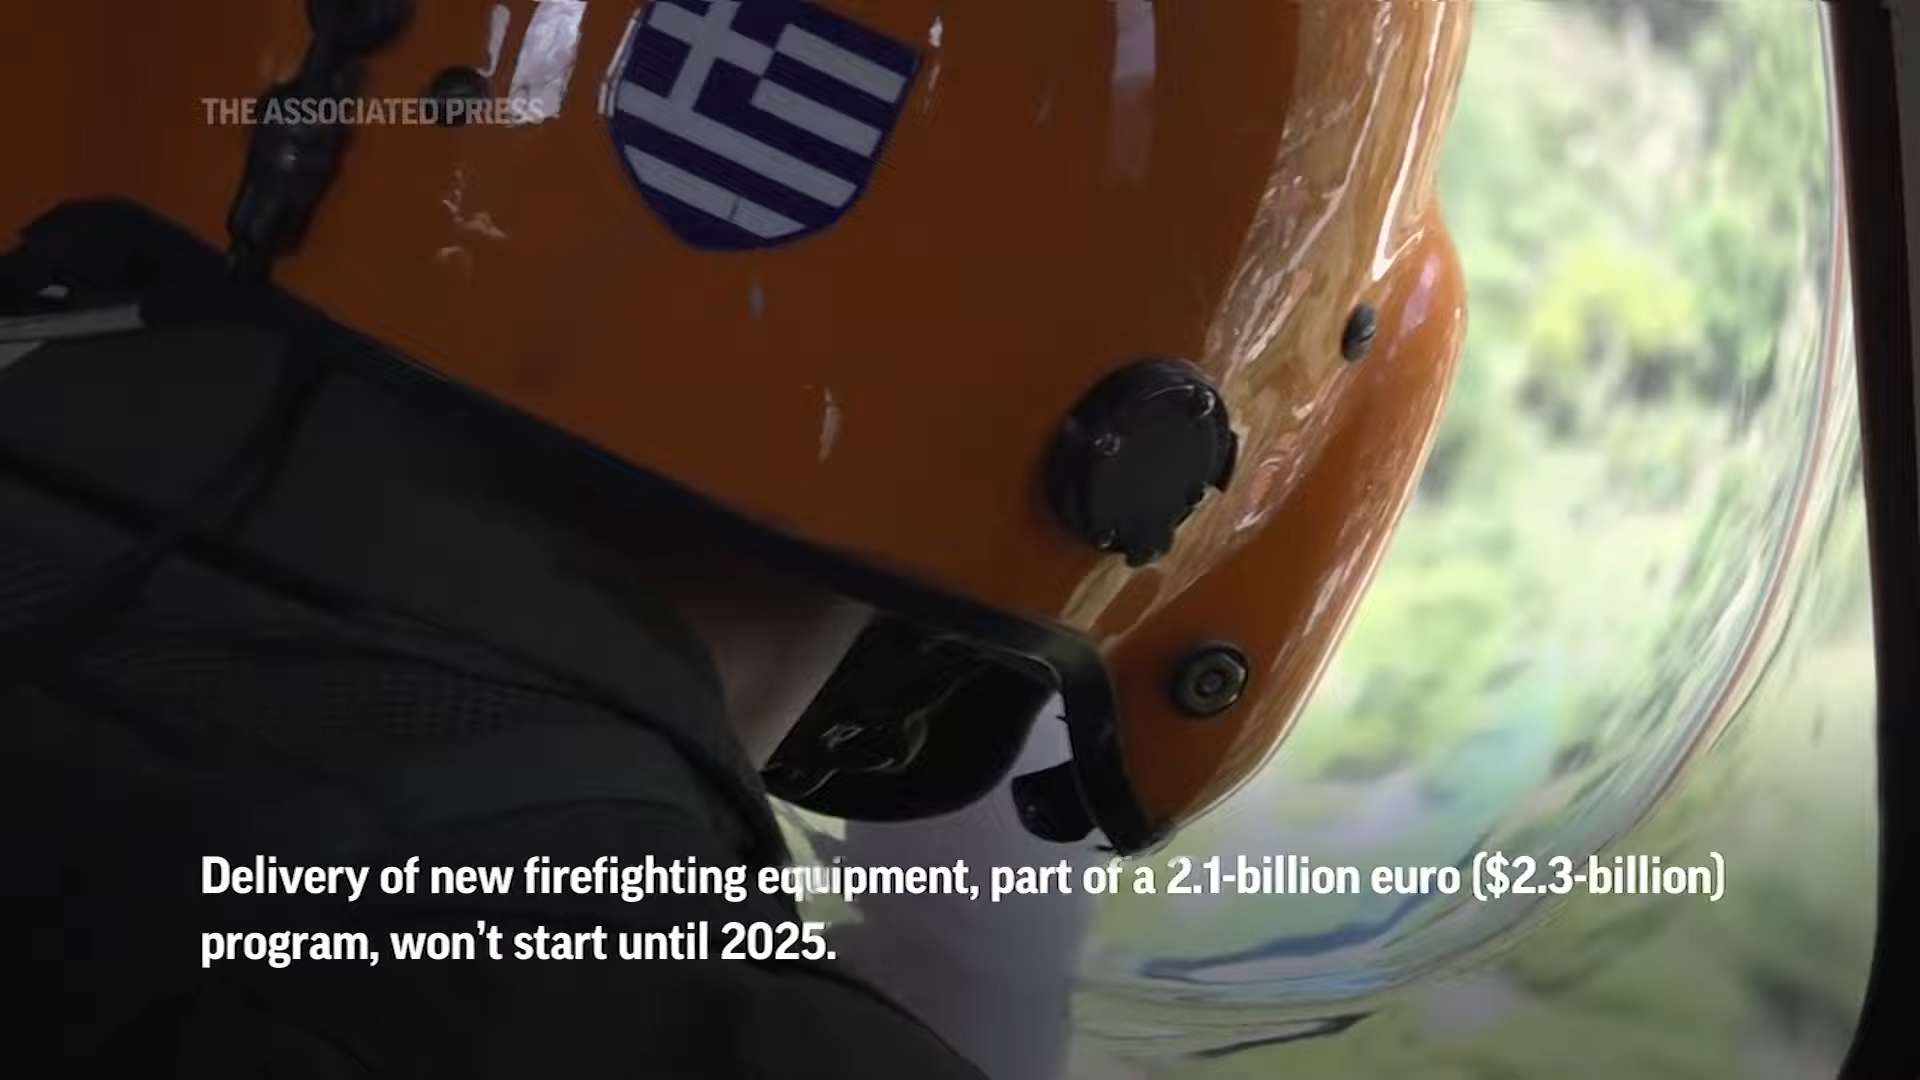 THE ASSOCIATED PRESS
Delivery of new firefighting equipment, part of a 2.1-billion euro ($2.3-billion)
program, won't start until 2025.